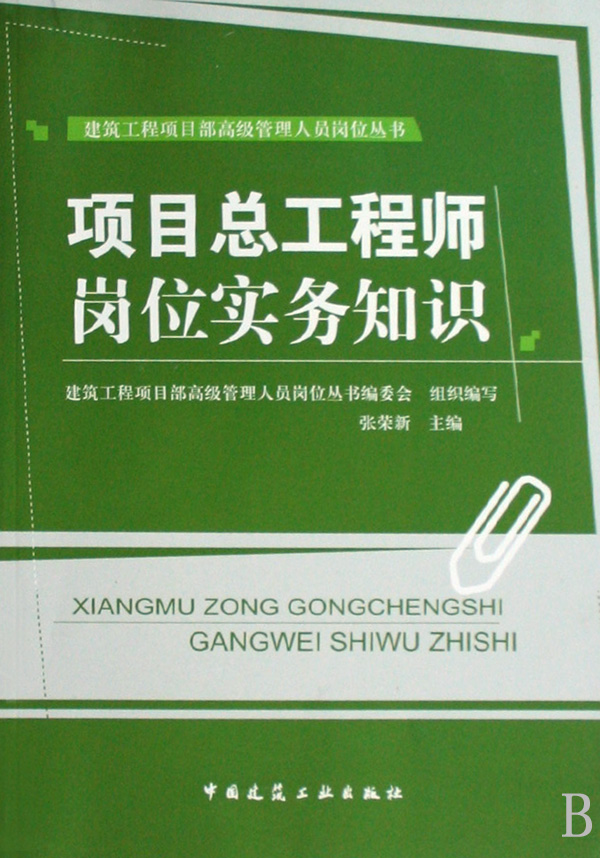 建筑工程项目部高级管理人员岗位丛书
项目总工程师
岗位实务知识
建筑工程项目部高级管理人员岗位丛书编委会 组织编写
张荣新 主编
XIANGMU ZONG GONGCHENGSHI
GANGWEI SHIWU ZHISHI
中国建筑工业出版社
B